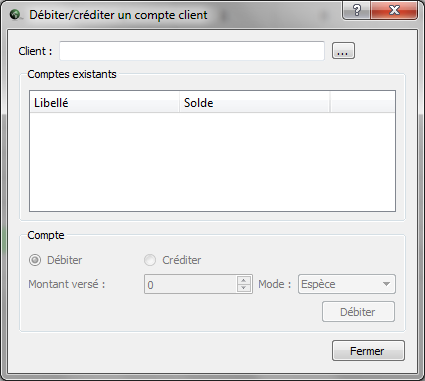 Débiter/créditer un compte client
Client :
...
Comptes existants
Libellé Solde
Compte
Débiter Créditer
Montant versé : 0 Mode : Espèce
Débiter
Fermer